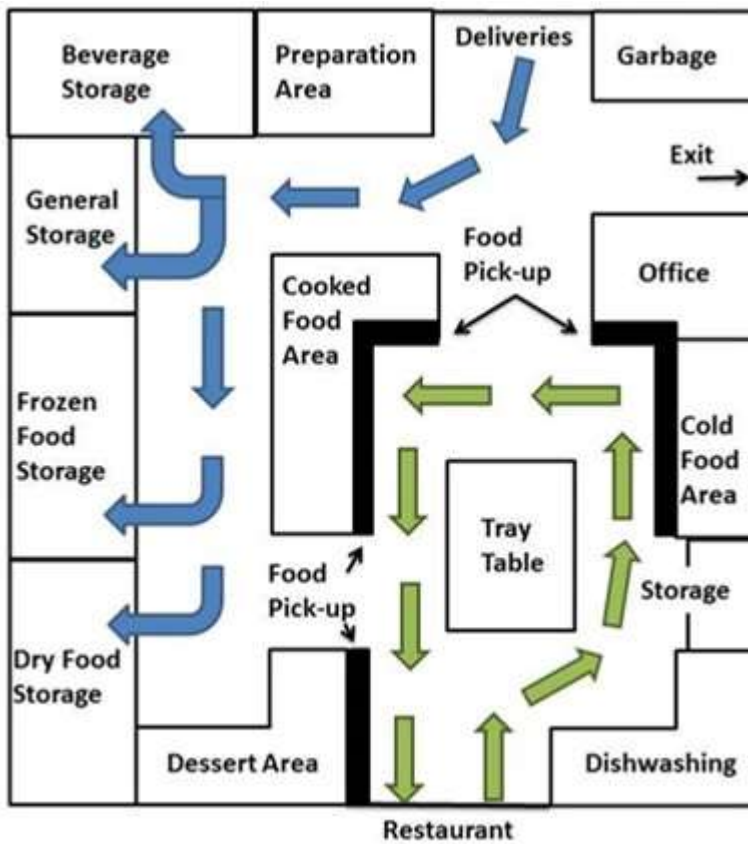 Beverage
Storage
Preparation
Area
Deliveries
Garbage
Exit
General
Storage
Food
Pick-up
Office
Cooked
Food
Area
Frozen
Food
Storage
Cold
Food
Area
Tray
Table
Food
Pick-up
Storage
Dry Food
Storage
Dessert Area
Dishwashing
Restaurant